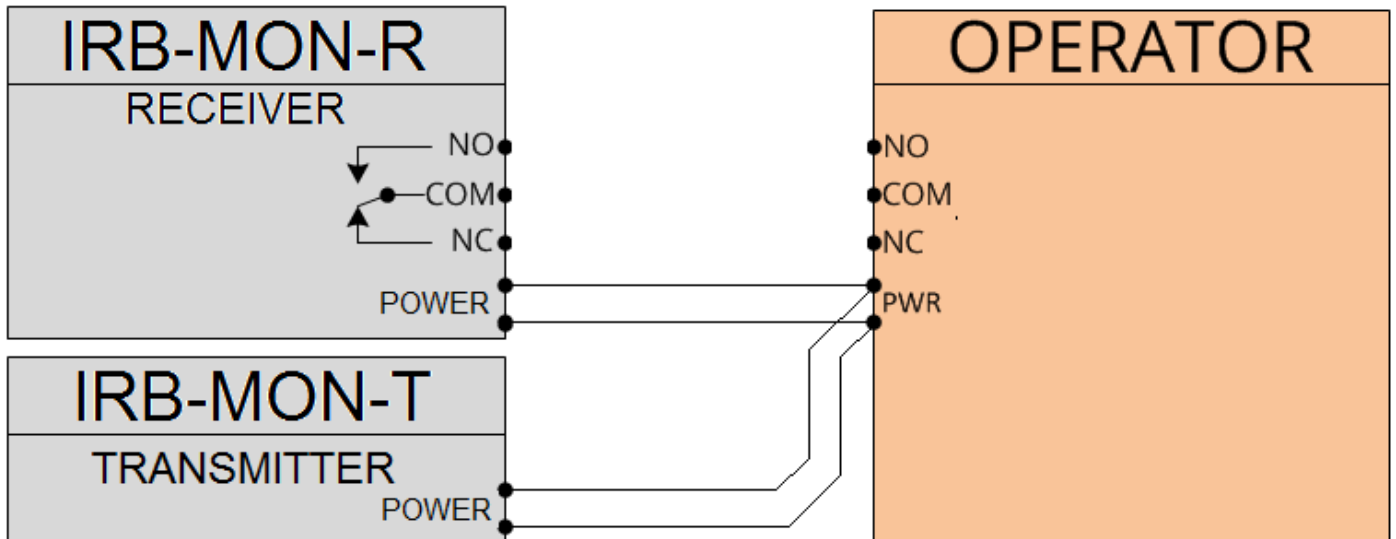 IRB-MON-R
RECEIVER
NO
COM
NC
POWER
IRB-MON-T
TRANSMITTER
POWER
OPERATOR
NO
COM
NC
PWR